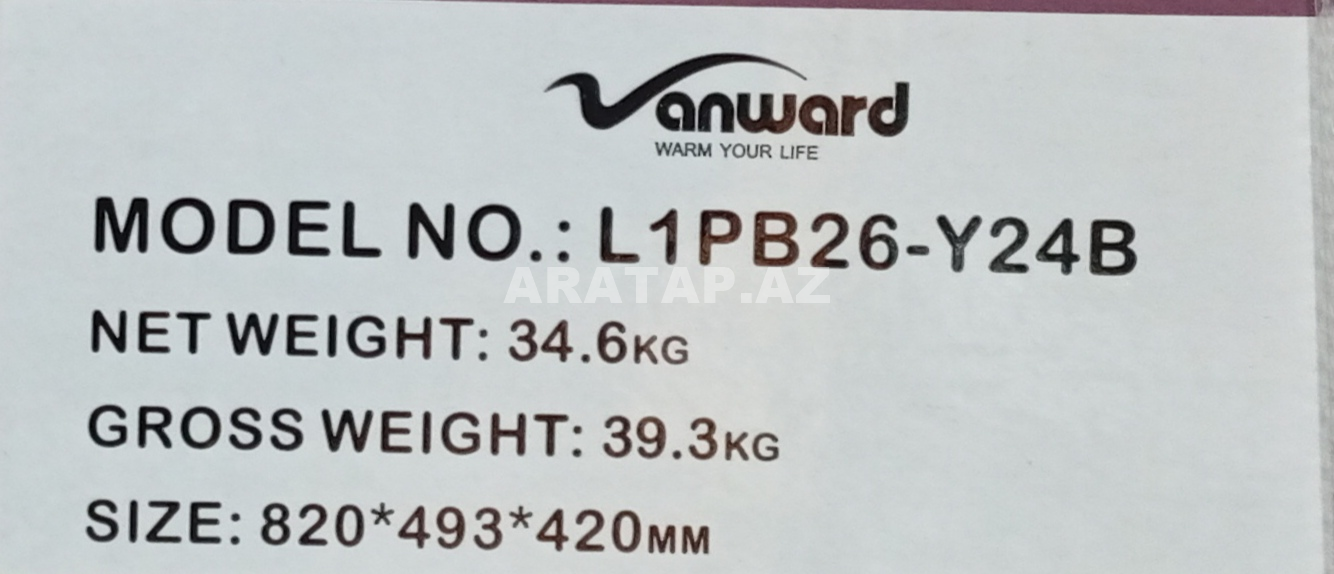 Vanward
WARM YOUR LIFE
MODEL NO.: L1PB26-Y24B
ARATAP.AZ
NET WEIGHT: 34.6KG
GROSS WEIGHT: 39.3KG
SIZE: 820*493*420MM